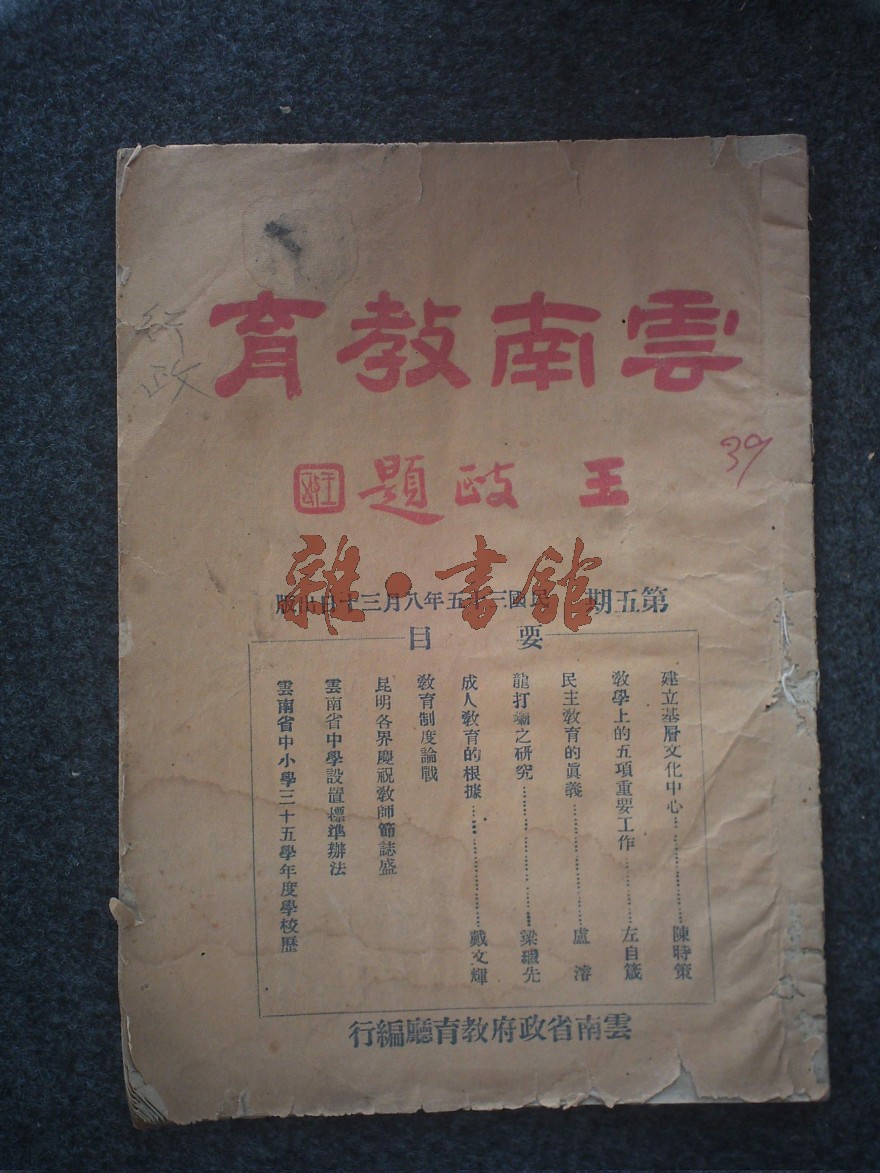 雲南教育
王政題
39
行政
雜·書館
第五期 民國三十五年八月三十日出版
要目
建立基層文化中心……陳時策
教學上的五項重要工作……左自箴
民主教育的眞義……盧濬
龍打 之研究…… 先
成人教育的根據……戴文輝
教育制度論戰
昆明各界慶祝教師節誌盛
雲南省中學設置標準辦法
雲南省中小學三十五學年度學校歷
雲南省政府教育廳編行